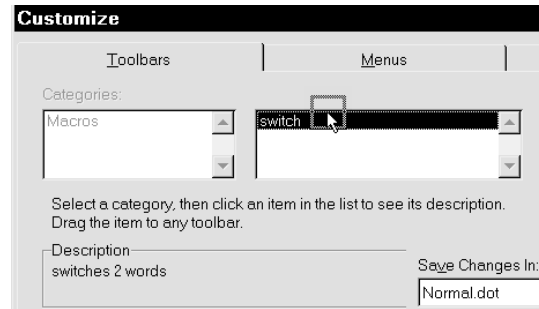 Customize
Toolbars Menus
Categories:
Macros switch
Select a category, then click an item in the list to see its description.
Drag the item to any toolbar.
Description
switches 2 words
Save Changes In:
Normal.dot